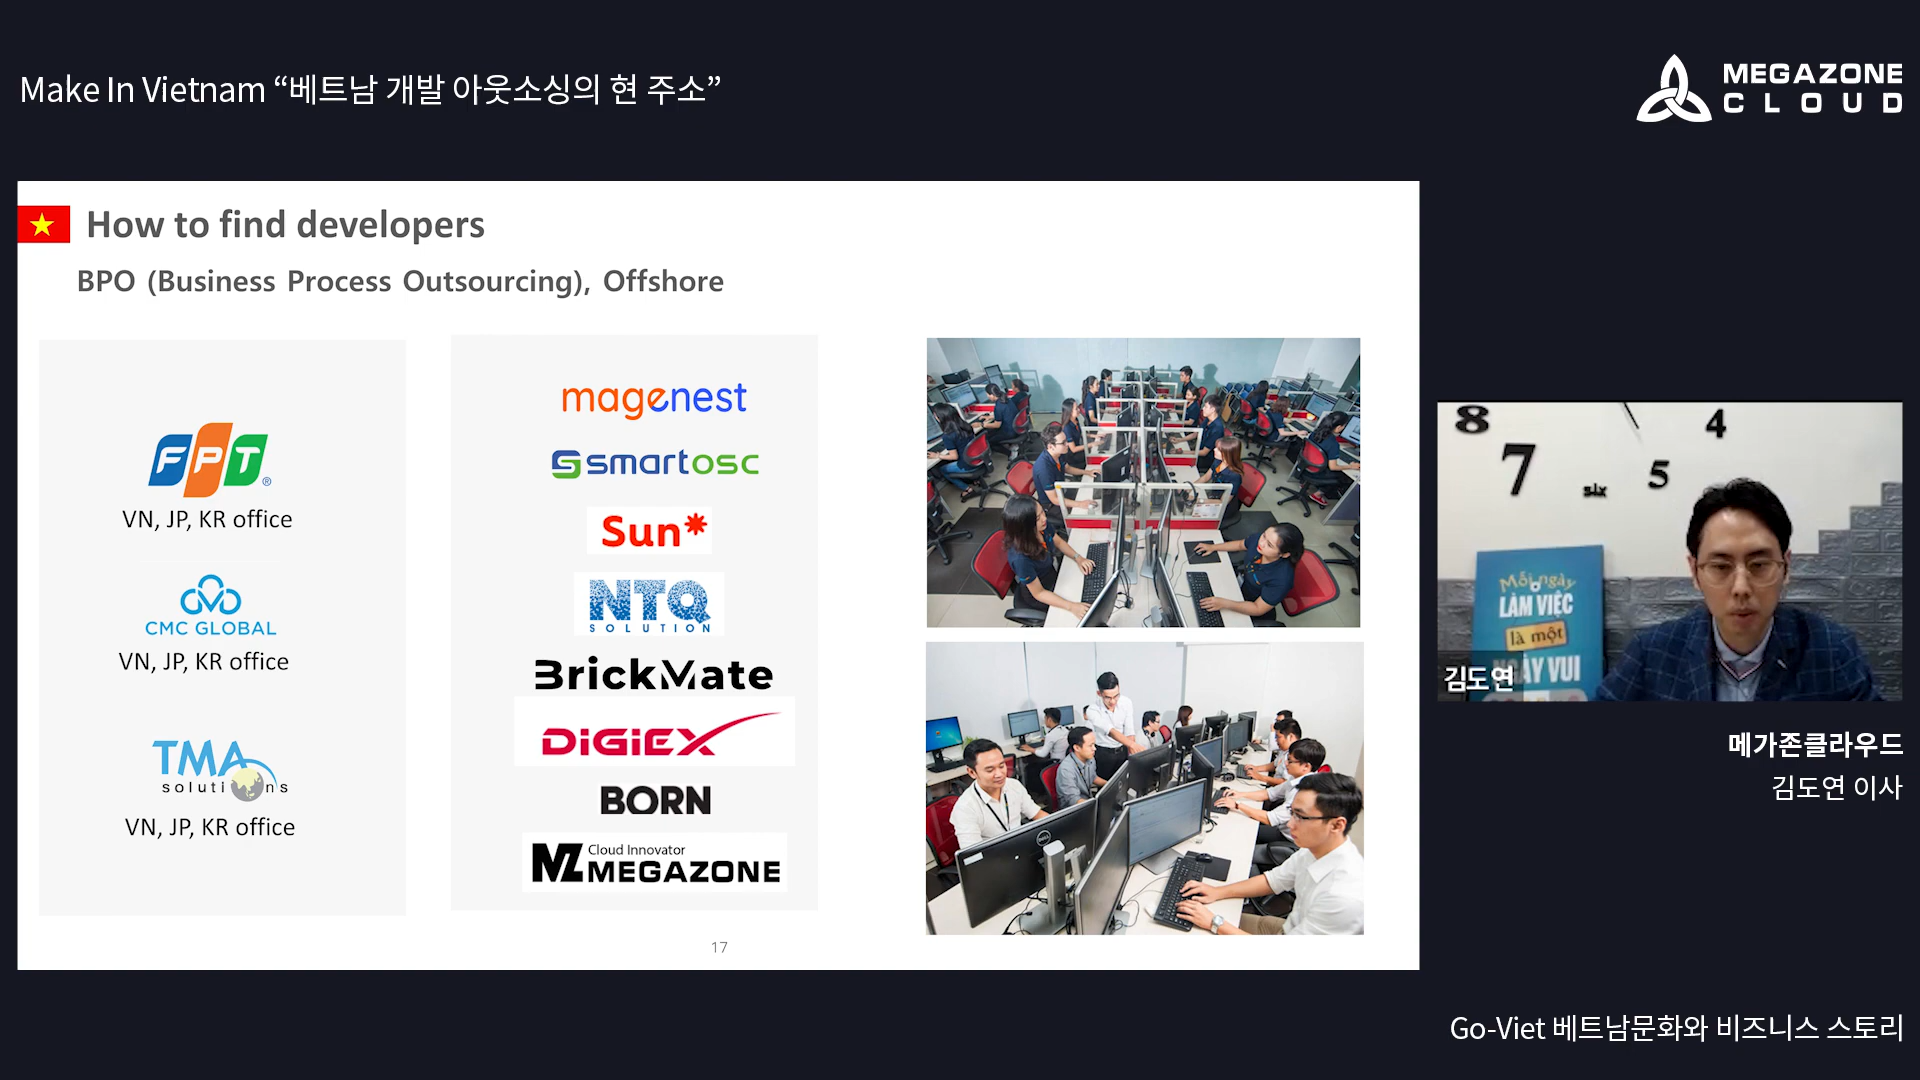 Make In Vietnam “베트남 개발 아웃소싱의 현 주소”
MEGAZONE
CLOUD
How to find developers
BPO (Business Process Outsourcing), Offshore
FPT®
VN, JP, KR office
CMC GLOBAL
VN, JP, KR office
TMA
solutions
VN, JP, KR office
magenest
smartosc
Sun*
NTQ
SOLUTION
BrickMate
DiGiEX
BORN
MZ Cloud Innovator
MEGAZONE
17
8
4
7
six
5
Mỗi ngày
LÀM VIỆC
là một
NGÀY VUI
김도연
메가존클라우드
김도연 이사
Go-Viet 베트남문화와 비즈니스 스토리